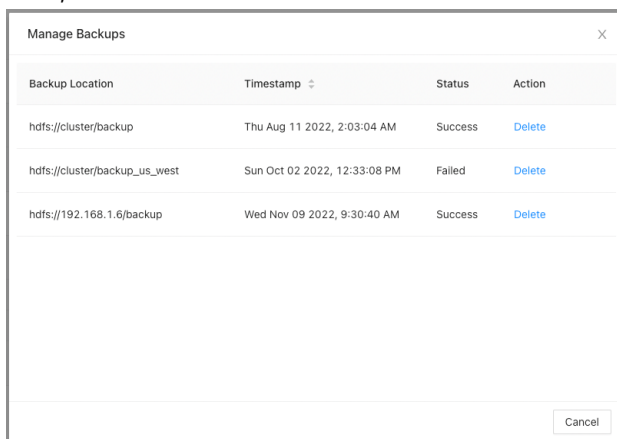 Manage Backups X
Backup Location Timestamp Status Action
hdfs://cluster/backup Thu Aug 11 2022, 2:03:04 AM Success Delete
hdfs://cluster/backup_us_west Sun Oct 02 2022, 12:33:08 PM Failed Delete
hdfs://192.168.1.6/backup Wed Nov 09 2022, 9:30:40 AM Success Delete
Cancel